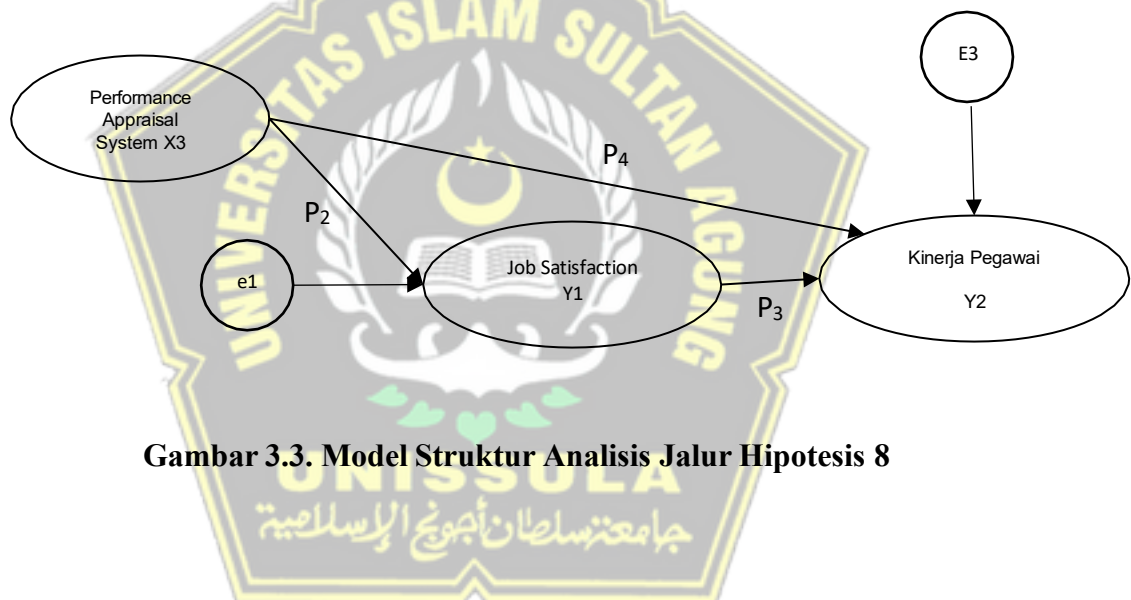 UNIVERSITAS ISLAM SULTAN AGUNG
E3
Performance
Appraisal
System X3
P4
P2
Kinerja Pegawai
Y2
Job Satisfaction
Y1
e1
P3
Gambar 3.3. Model Struktur Analisis Jalur Hipotesis 8
UNISSULA
جامعة سلطان أجونج الإسلامية